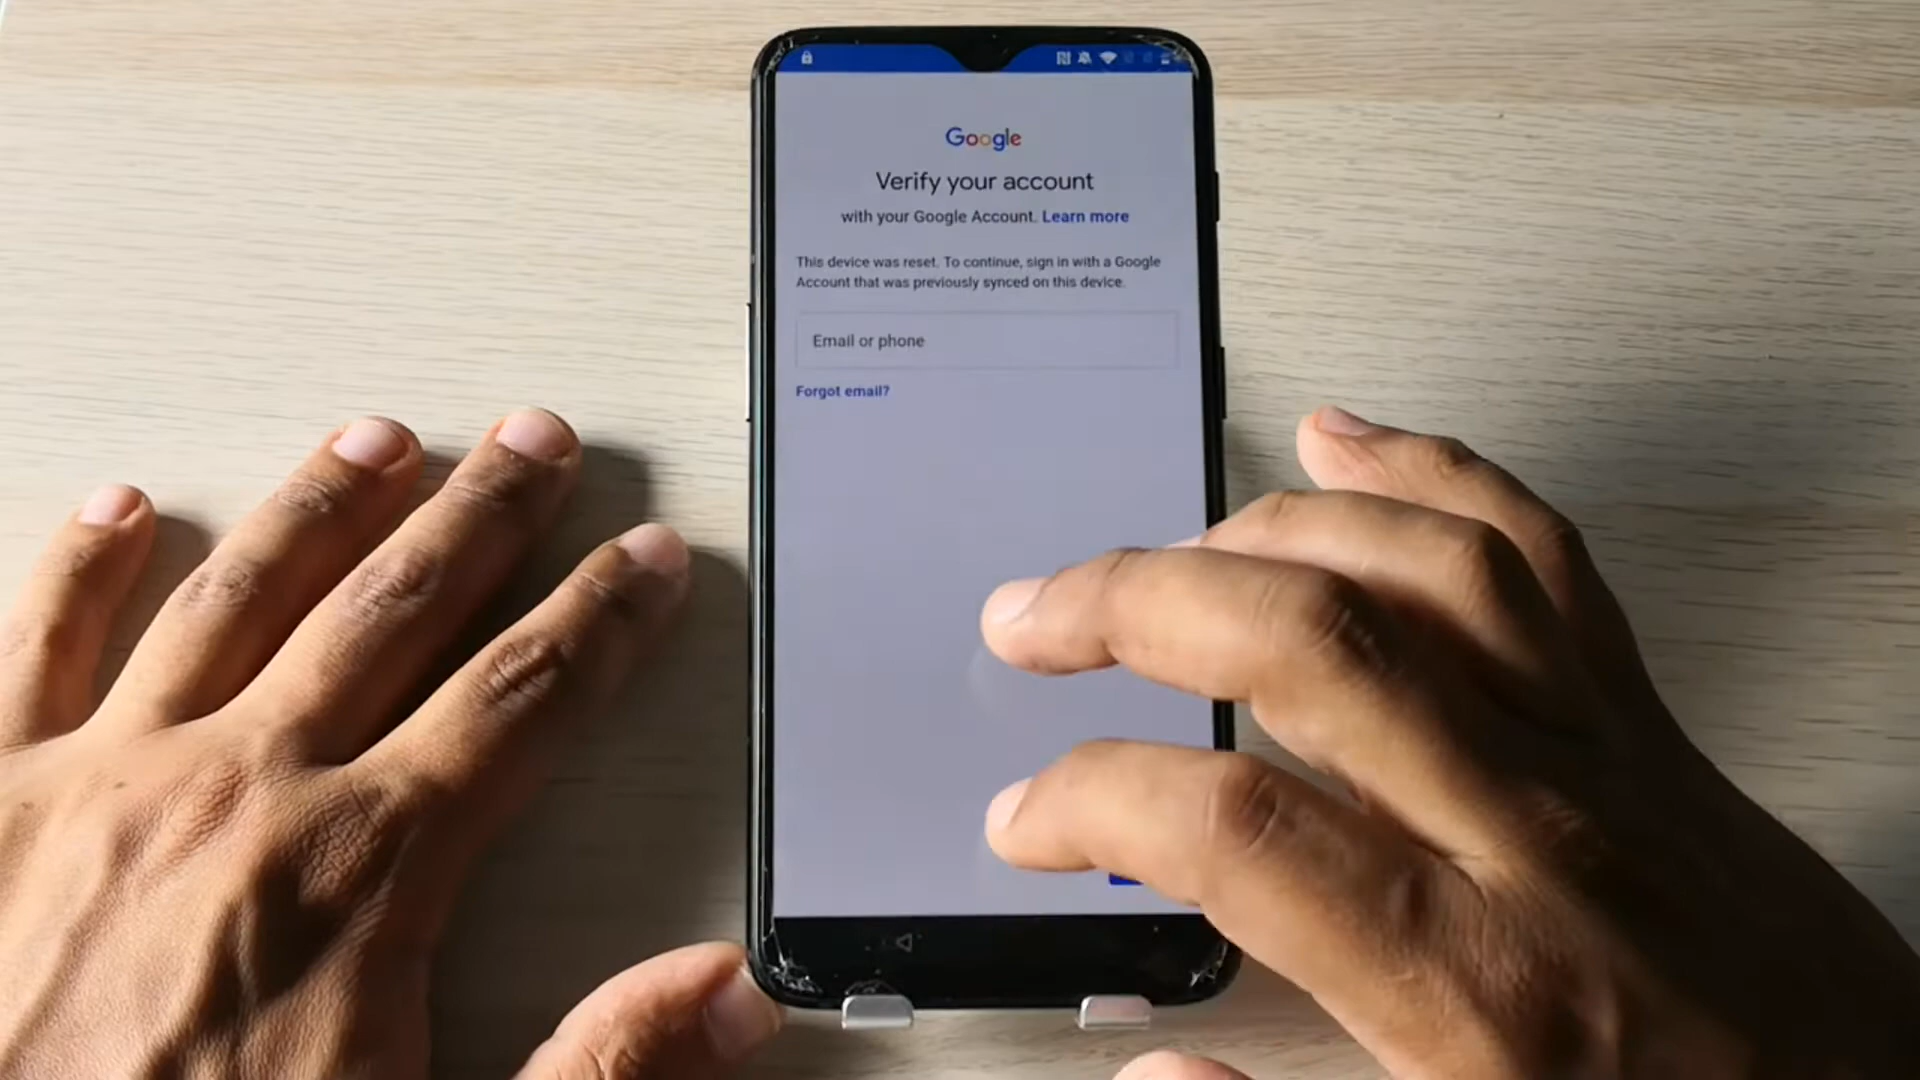 Google
Verify your account
with your Google Account. Learn more
This device was reset. To continue, sign in with a Google
Account that was previously synced on this device.
Email or phone
Forgot email?